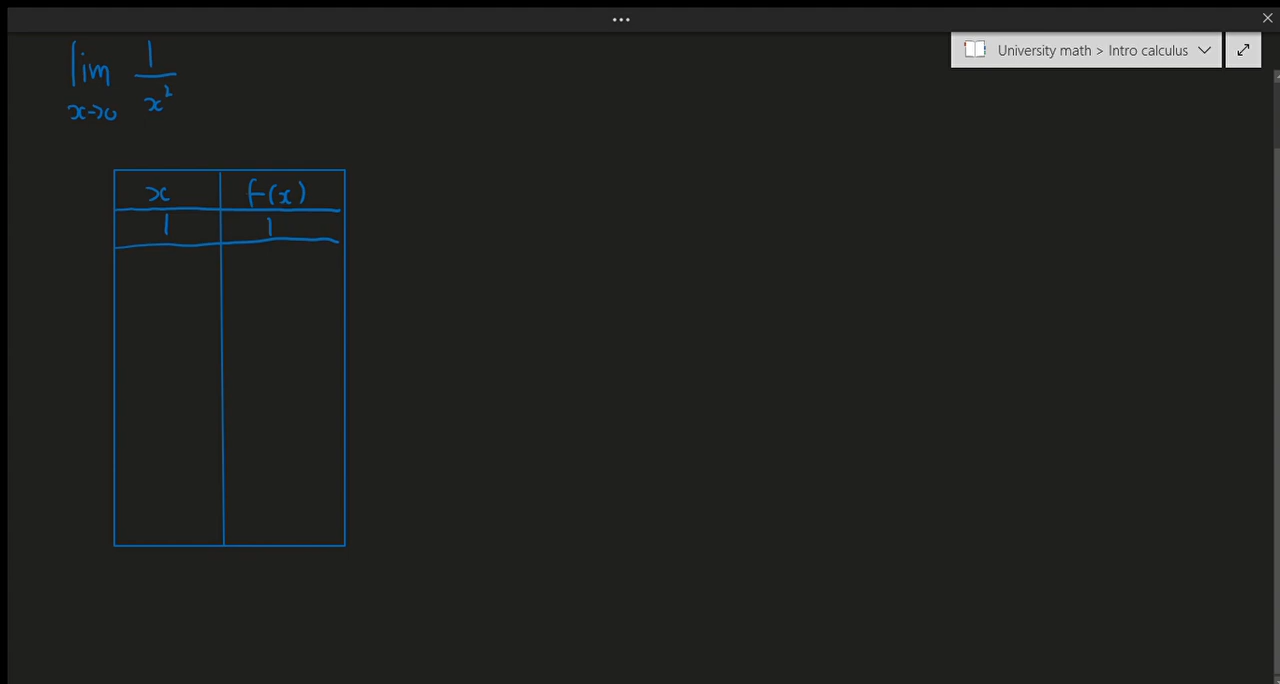 •••
University math > Intro calculus
lim 1/x²
x→0
x f(x)
1 1